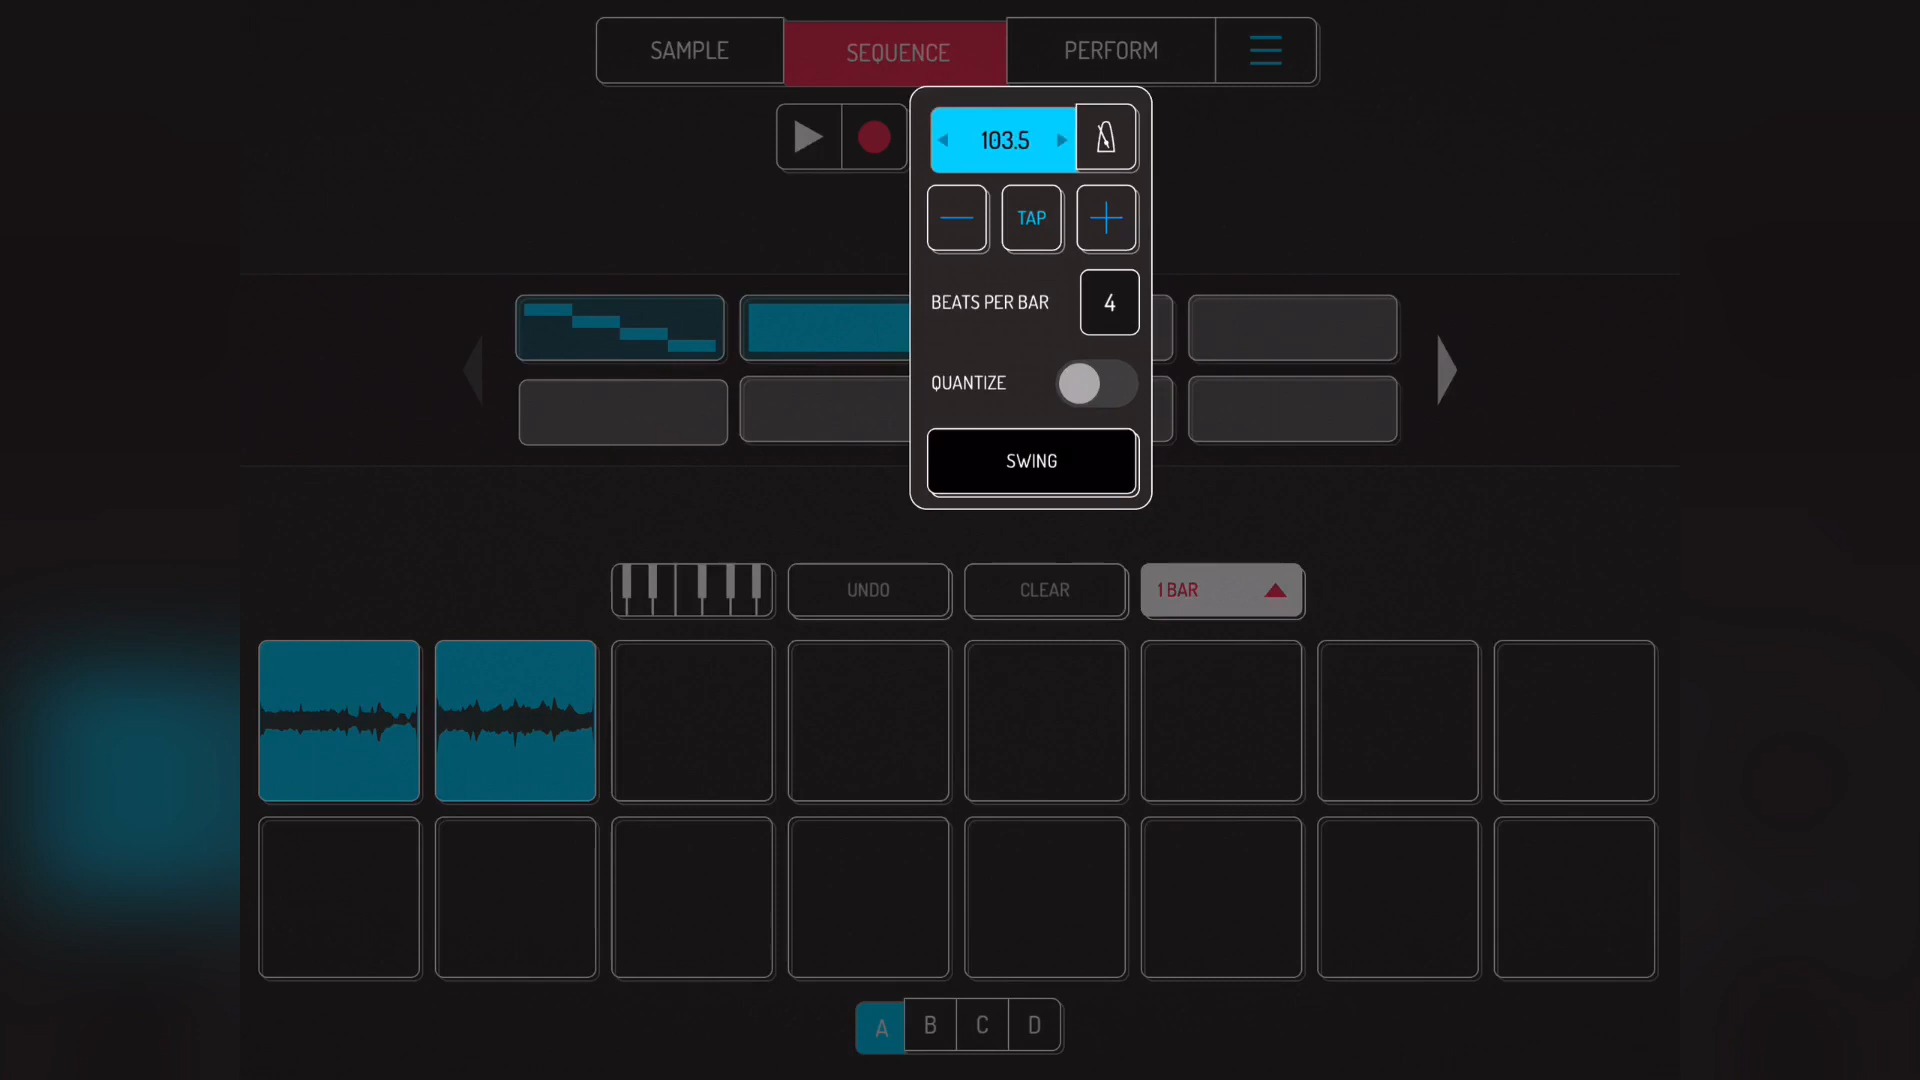 SAMPLE SEQUENCE PERFORM
103.5
TAP
BEATS PER BAR 4
QUANTIZE
SWING
UNDO CLEAR 1 BAR
A B C D